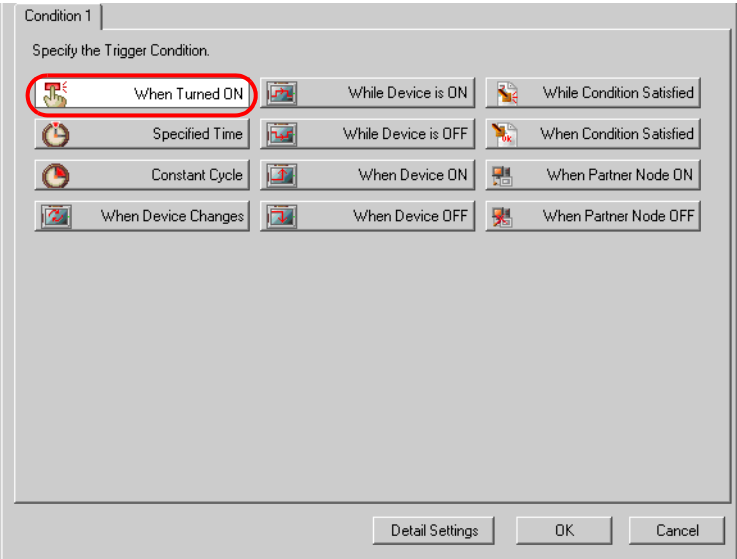 Condition 1
Specify the Trigger Condition.
When Turned ON While Device is ON While Condition Satisfied
Specified Time While Device is OFF When Condition Satisfied
Constant Cycle When Device ON When Partner Node ON
When Device Changes When Device OFF When Partner Node OFF
Detail Settings OK Cancel